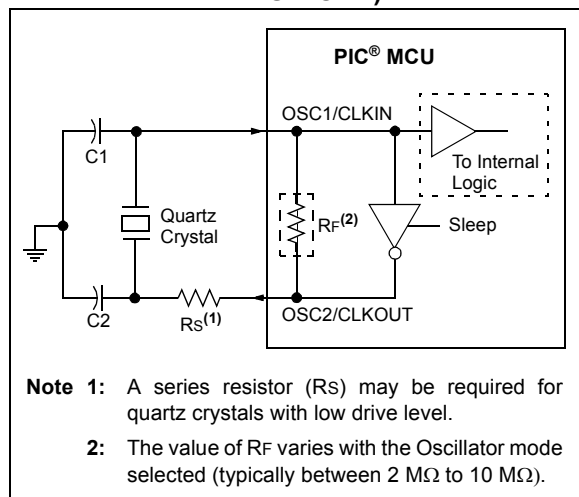 PIC® MCU
OSC1/CLKIN
C1
To Internal
Logic
Quartz
Crystal
RF(2)
Sleep
C2
RS(1)
OSC2/CLKOUT
Note 1: A series resistor (RS) may be required for
quartz crystals with low drive level.
2: The value of RF varies with the Oscillator mode
selected (typically between 2 MΩ to 10 MΩ).